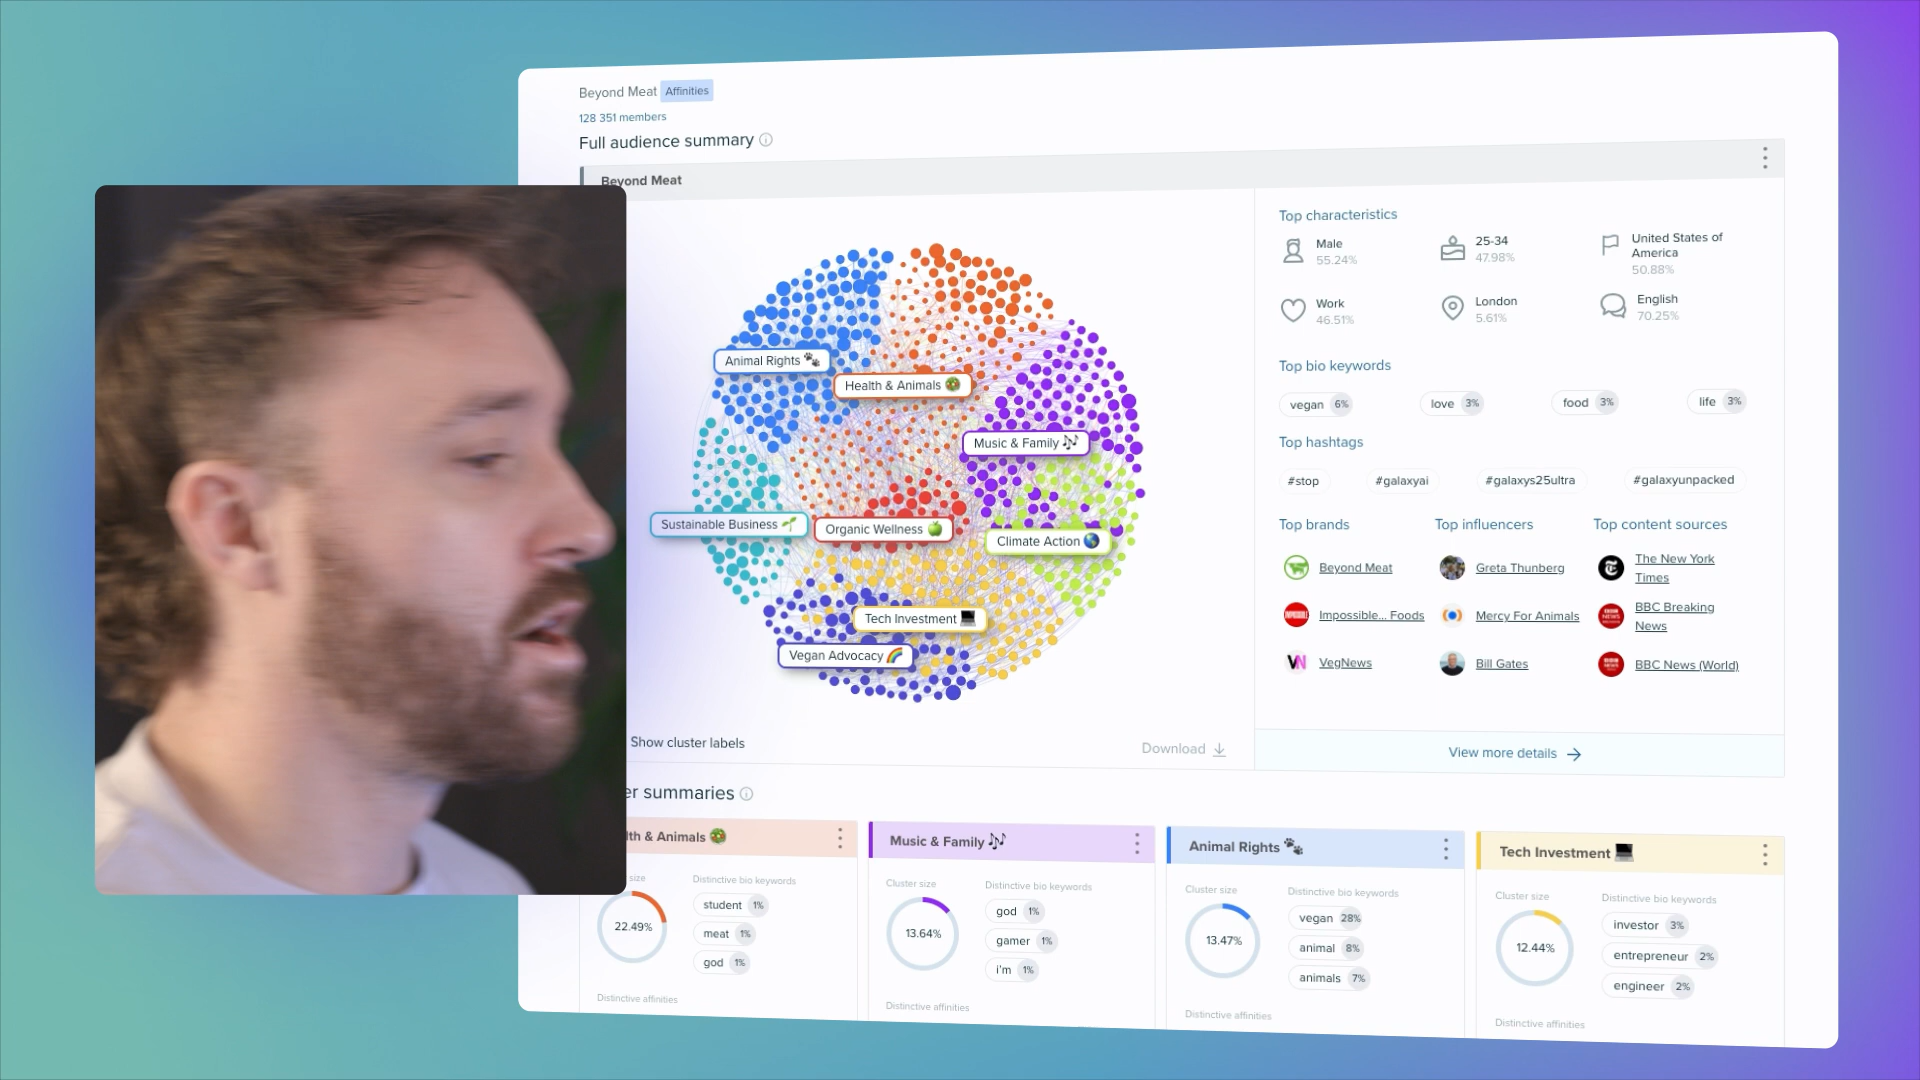 Beyond Meat Affinities
128 351 members
Full audience summary
Beyond Meat
Animal Rights
Health & Animals
Music & Family
Sustainable Business
Organic Wellness
Climate Action
Tech Investment
Vegan Advocacy
Show cluster labels
Download
Top characteristics
Male
55.24%
25-34
47.98%
United States of
America
50.88%
Work
46.51%
London
5.61%
English
70.25%
Top bio keywords
vegan 6%
love 3%
food 3%
life 3%
Top hashtags
#stop
#galaxyai
#galaxys25ultra
#galaxyunpacked
Top brands
Beyond Meat
Impossible... Foods
VegNews
Top influencers
Greta Thunberg
Mercy For Animals
Bill Gates
Top content sources
The New York
Times
BBC Breaking
News
BBC News (World)
View more details
er summaries
lth & Animals
size
22.49%
Distinctive bio keywords
student 1%
meat 1%
god 1%
Distinctive affinities
Music & Family
Cluster size
13.64%
Distinctive bio keywords
god 1%
gamer 1%
i'm 1%
Distinctive affinities
Animal Rights
Cluster size
13.47%
Distinctive bio keywords
vegan 28%
animal 8%
animals 7%
Distinctive affinities
Tech Investment
Cluster size
12.44%
Distinctive bio keywords
investor 3%
entrepreneur 2%
engineer 2%
Distinctive affinities